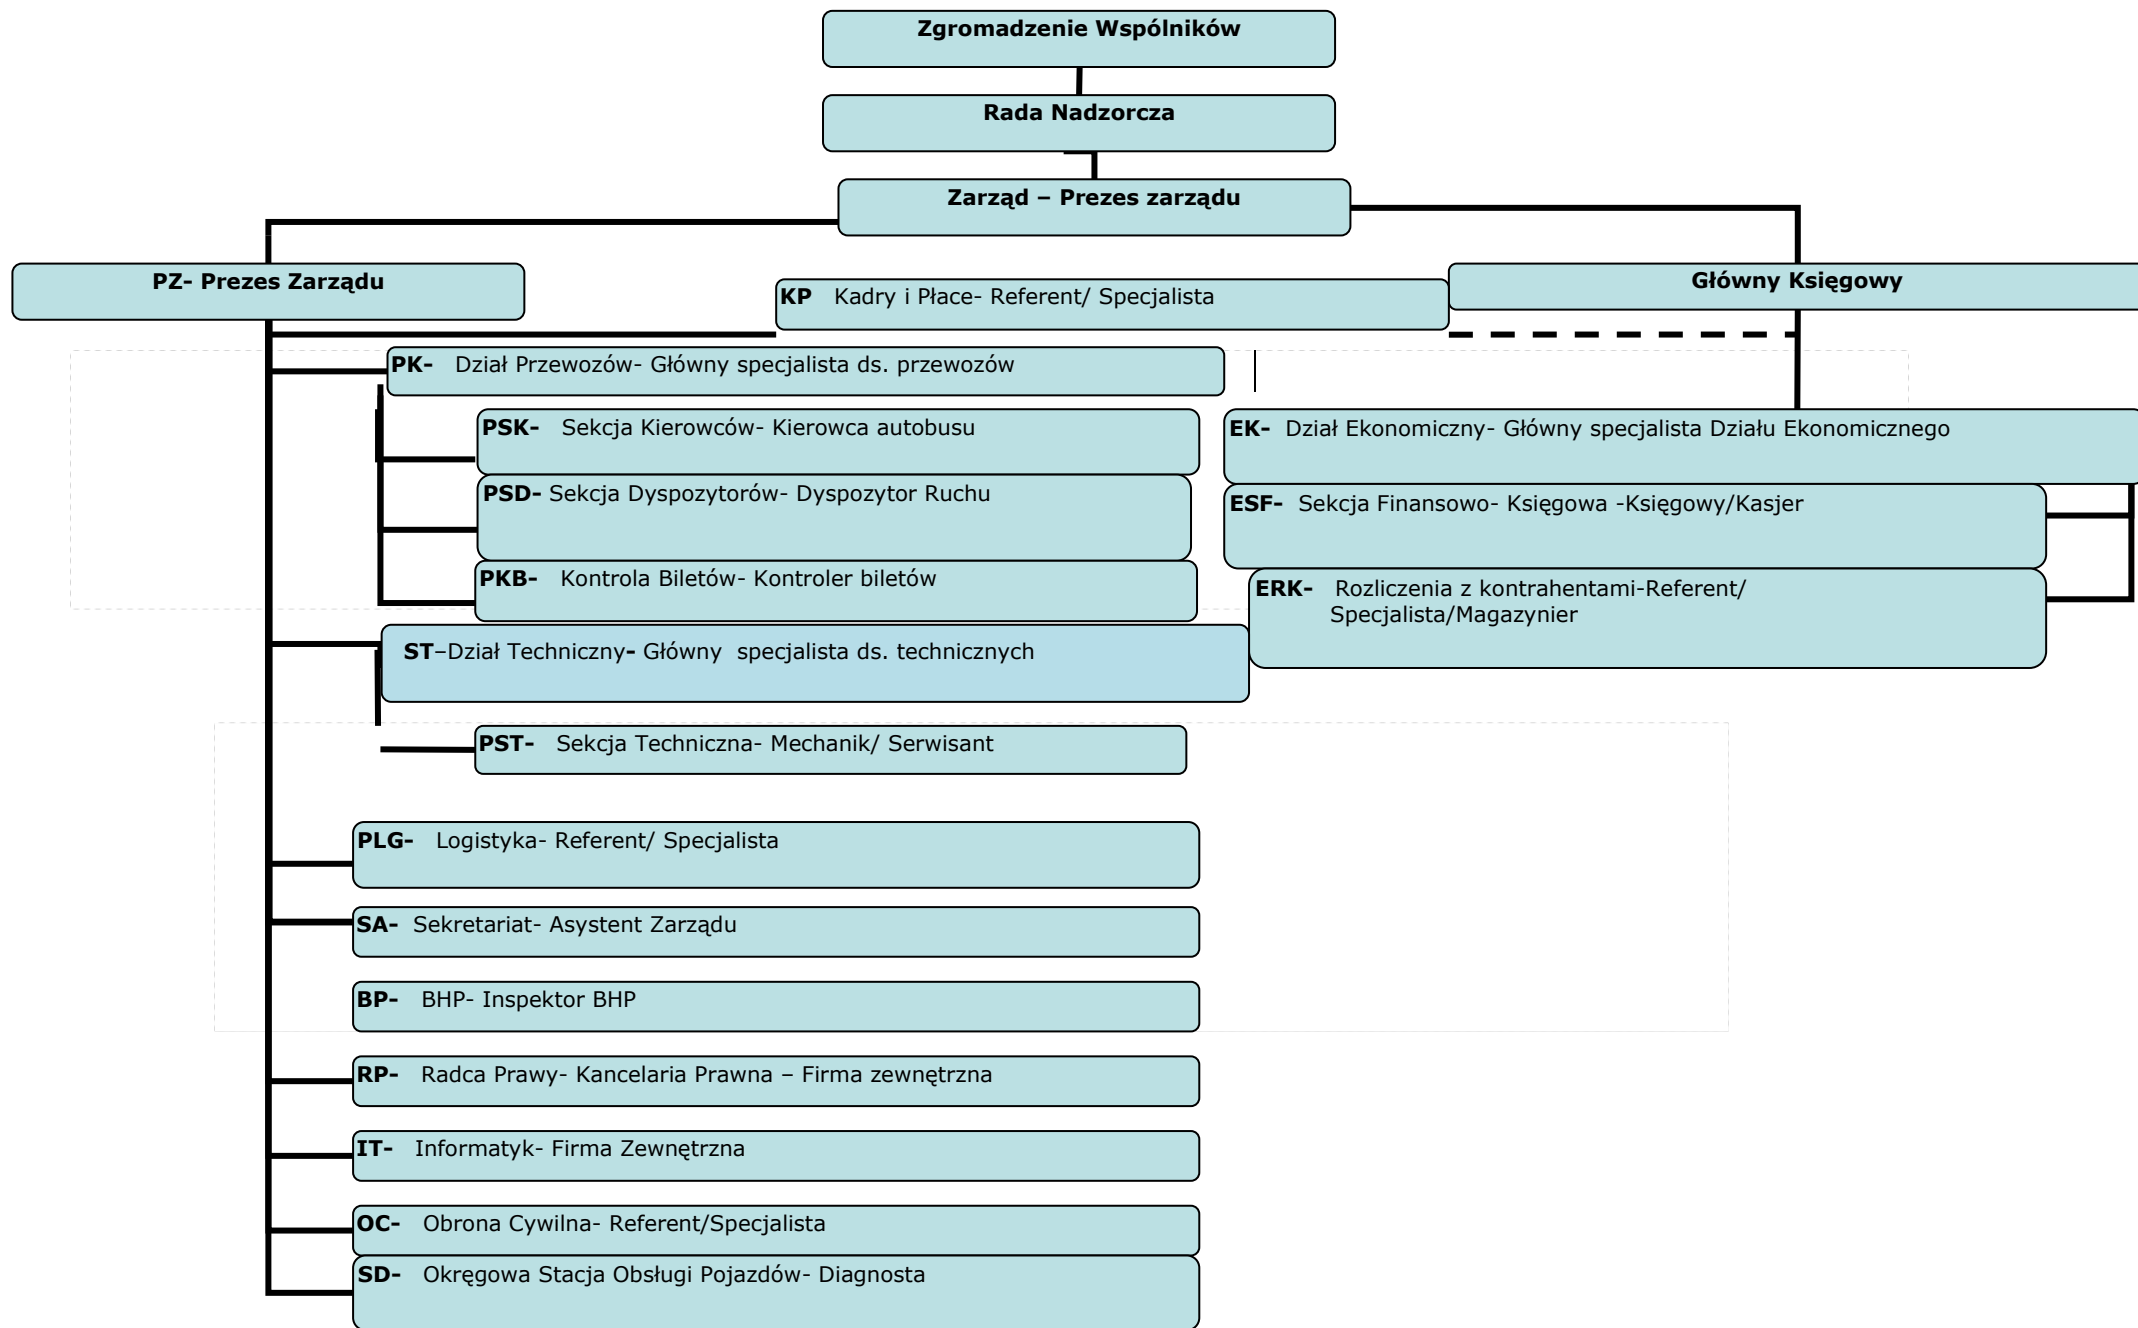 Zgromadzenie Wspólników
Rada Nadzorcza
Zarząd – Prezes zarządu
PZ- Prezes Zarządu
KP Kadry i Płace- Referent/ Specjalista
Główny Księgowy
PK- Dział Przewozów- Główny specjalista ds. przewozów
PSK- Sekcja Kierowców- Kierowca autobusu
PSD- Sekcja Dyspozytorów- Dyspozytor Ruchu
PKB- Kontrola Biletów- Kontroler biletów
EK- Dział Ekonomiczny- Główny specjalista Działu Ekonomicznego
ESF- Sekcja Finansowo- Księgowa -Księgowy/Kasjer
ERK- Rozliczenia z kontrahentami-Referent/
Specjalista/Magazynier
ST–Dział Techniczny- Główny specjalista ds. technicznych
PST- Sekcja Techniczna- Mechanik/ Serwisant
PLG- Logistyka- Referent/ Specjalista
SA- Sekretariat- Asystent Zarządu
BP- BHP- Inspektor BHP
RP- Radca Prawy- Kancelaria Prawna – Firma zewnętrzna
IT- Informatyk- Firma Zewnętrzna
OC- Obrona Cywilna- Referent/Specjalista
SD- Okręgowa Stacja Obsługi Pojazdów- Diagnosta